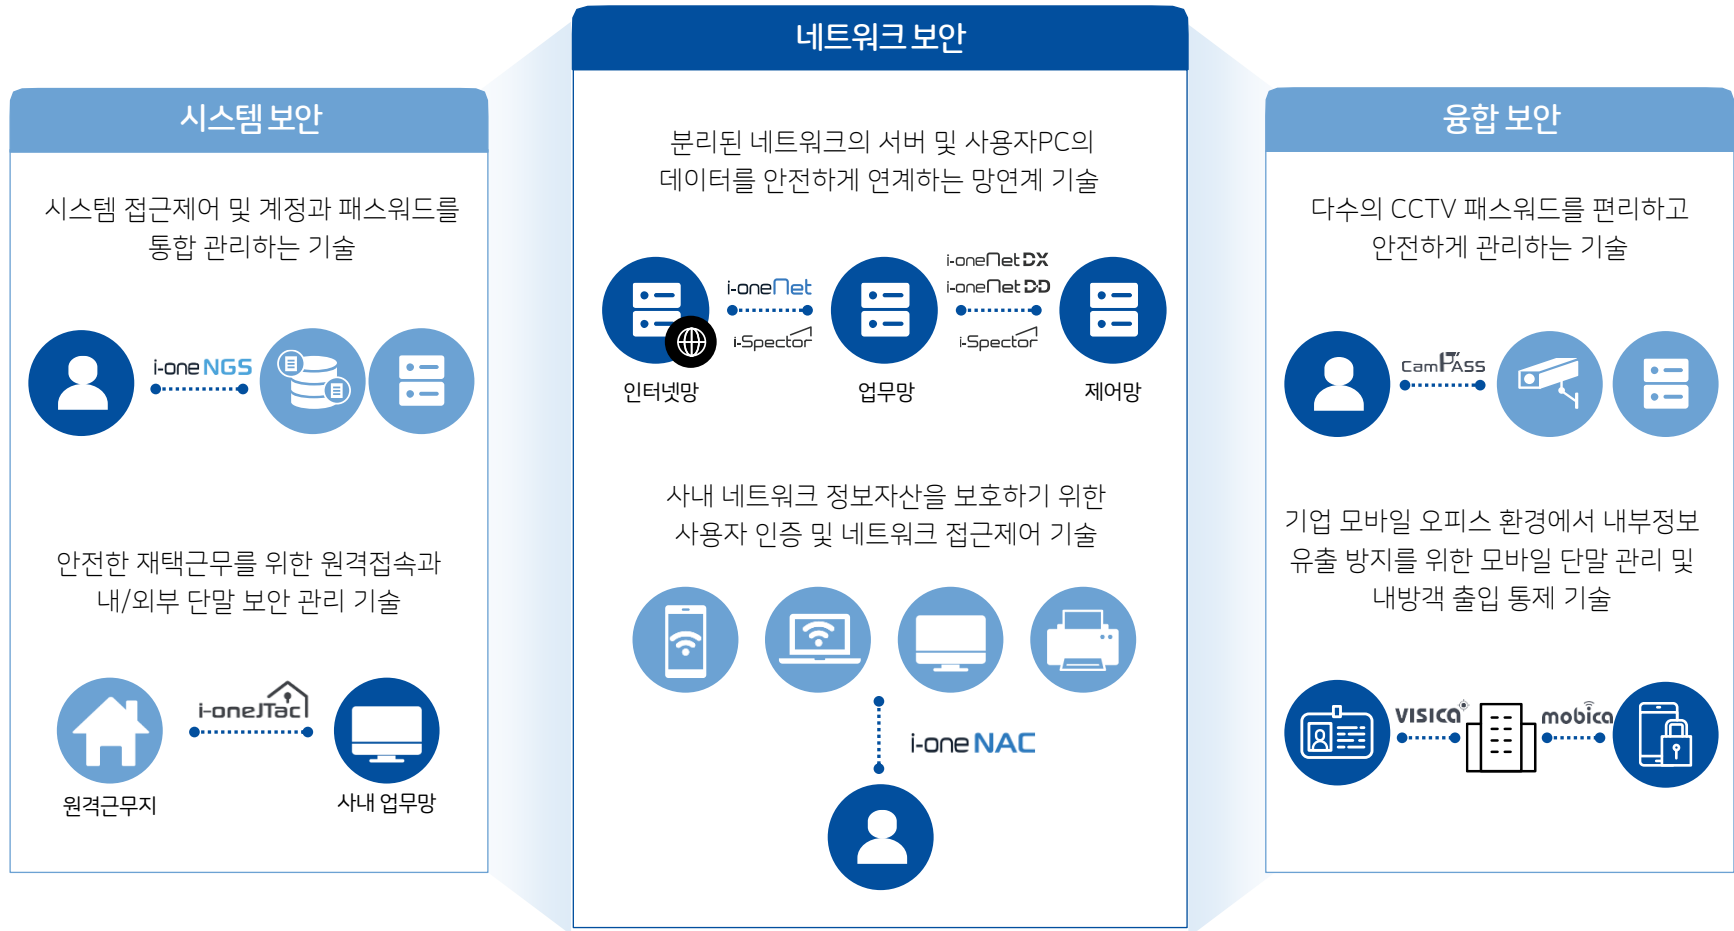 시스템 보안
시스템 접근제어 및 계정과 패스워드를
통합 관리하는 기술
i-one NGS
안전한 재택근무를 위한 원격접속과
내/외부 단말 보안 관리 기술
i-oneJTac
원격근무지
사내 업무망
네트워크 보안
분리된 네트워크의 서버 및 사용자PC의
데이터를 안전하게 연계하는 망연계 기술
i-oneNet
i-Spector
i-oneNet DX
i-oneNet DD
i-Spector
인터넷망
업무망
제어망
사내 네트워크 정보자산을 보호하기 위한
사용자 인증 및 네트워크 접근제어 기술
i-one NAC
융합 보안
다수의 CCTV 패스워드를 편리하고
안전하게 관리하는 기술
CamPASS
기업 모바일 오피스 환경에서 내부정보
유출 방지를 위한 모바일 단말 관리 및
내방객 출입 통제 기술
VISICA
mobica